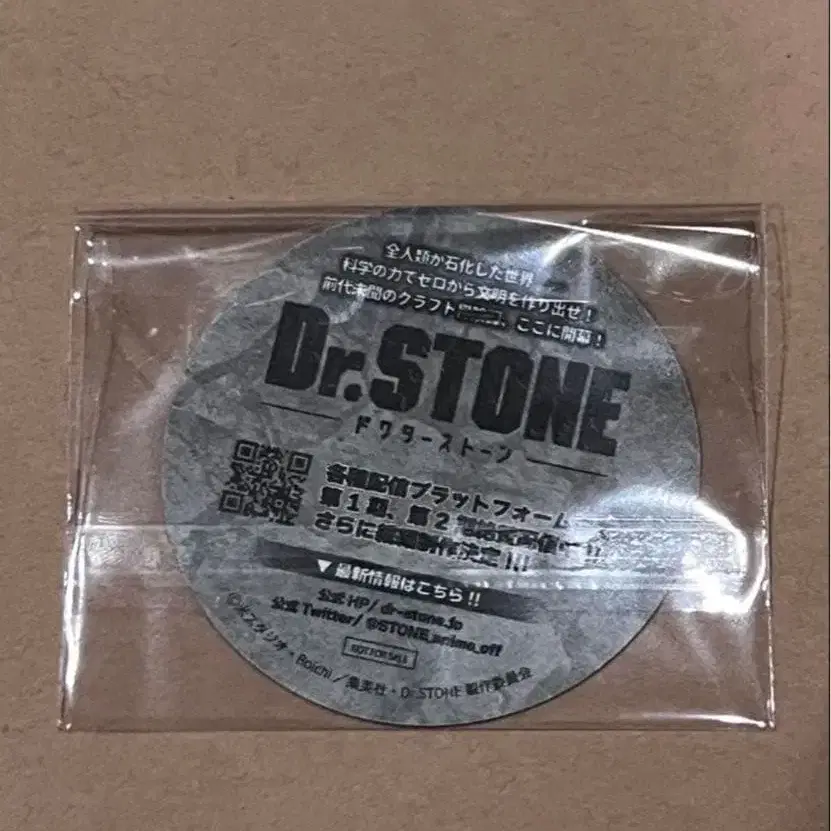 全人類が石化した世界
科学の力でゼロから文明を作り出せ!
前代未聞のクラフト ここに開幕!
Dr.STONE
ドクターストーン
各種配信プラットフォーム
第1期、第2 配信中!!
さらに 制作決定!!!
▼最新情報はこちら!!
公式HP/dr-stone.jp
公式Twitter/@STONE_anime_off
NOT FOR SALE
©米スタジオ・Boichi/集英社・Dr.STONE製作委員会